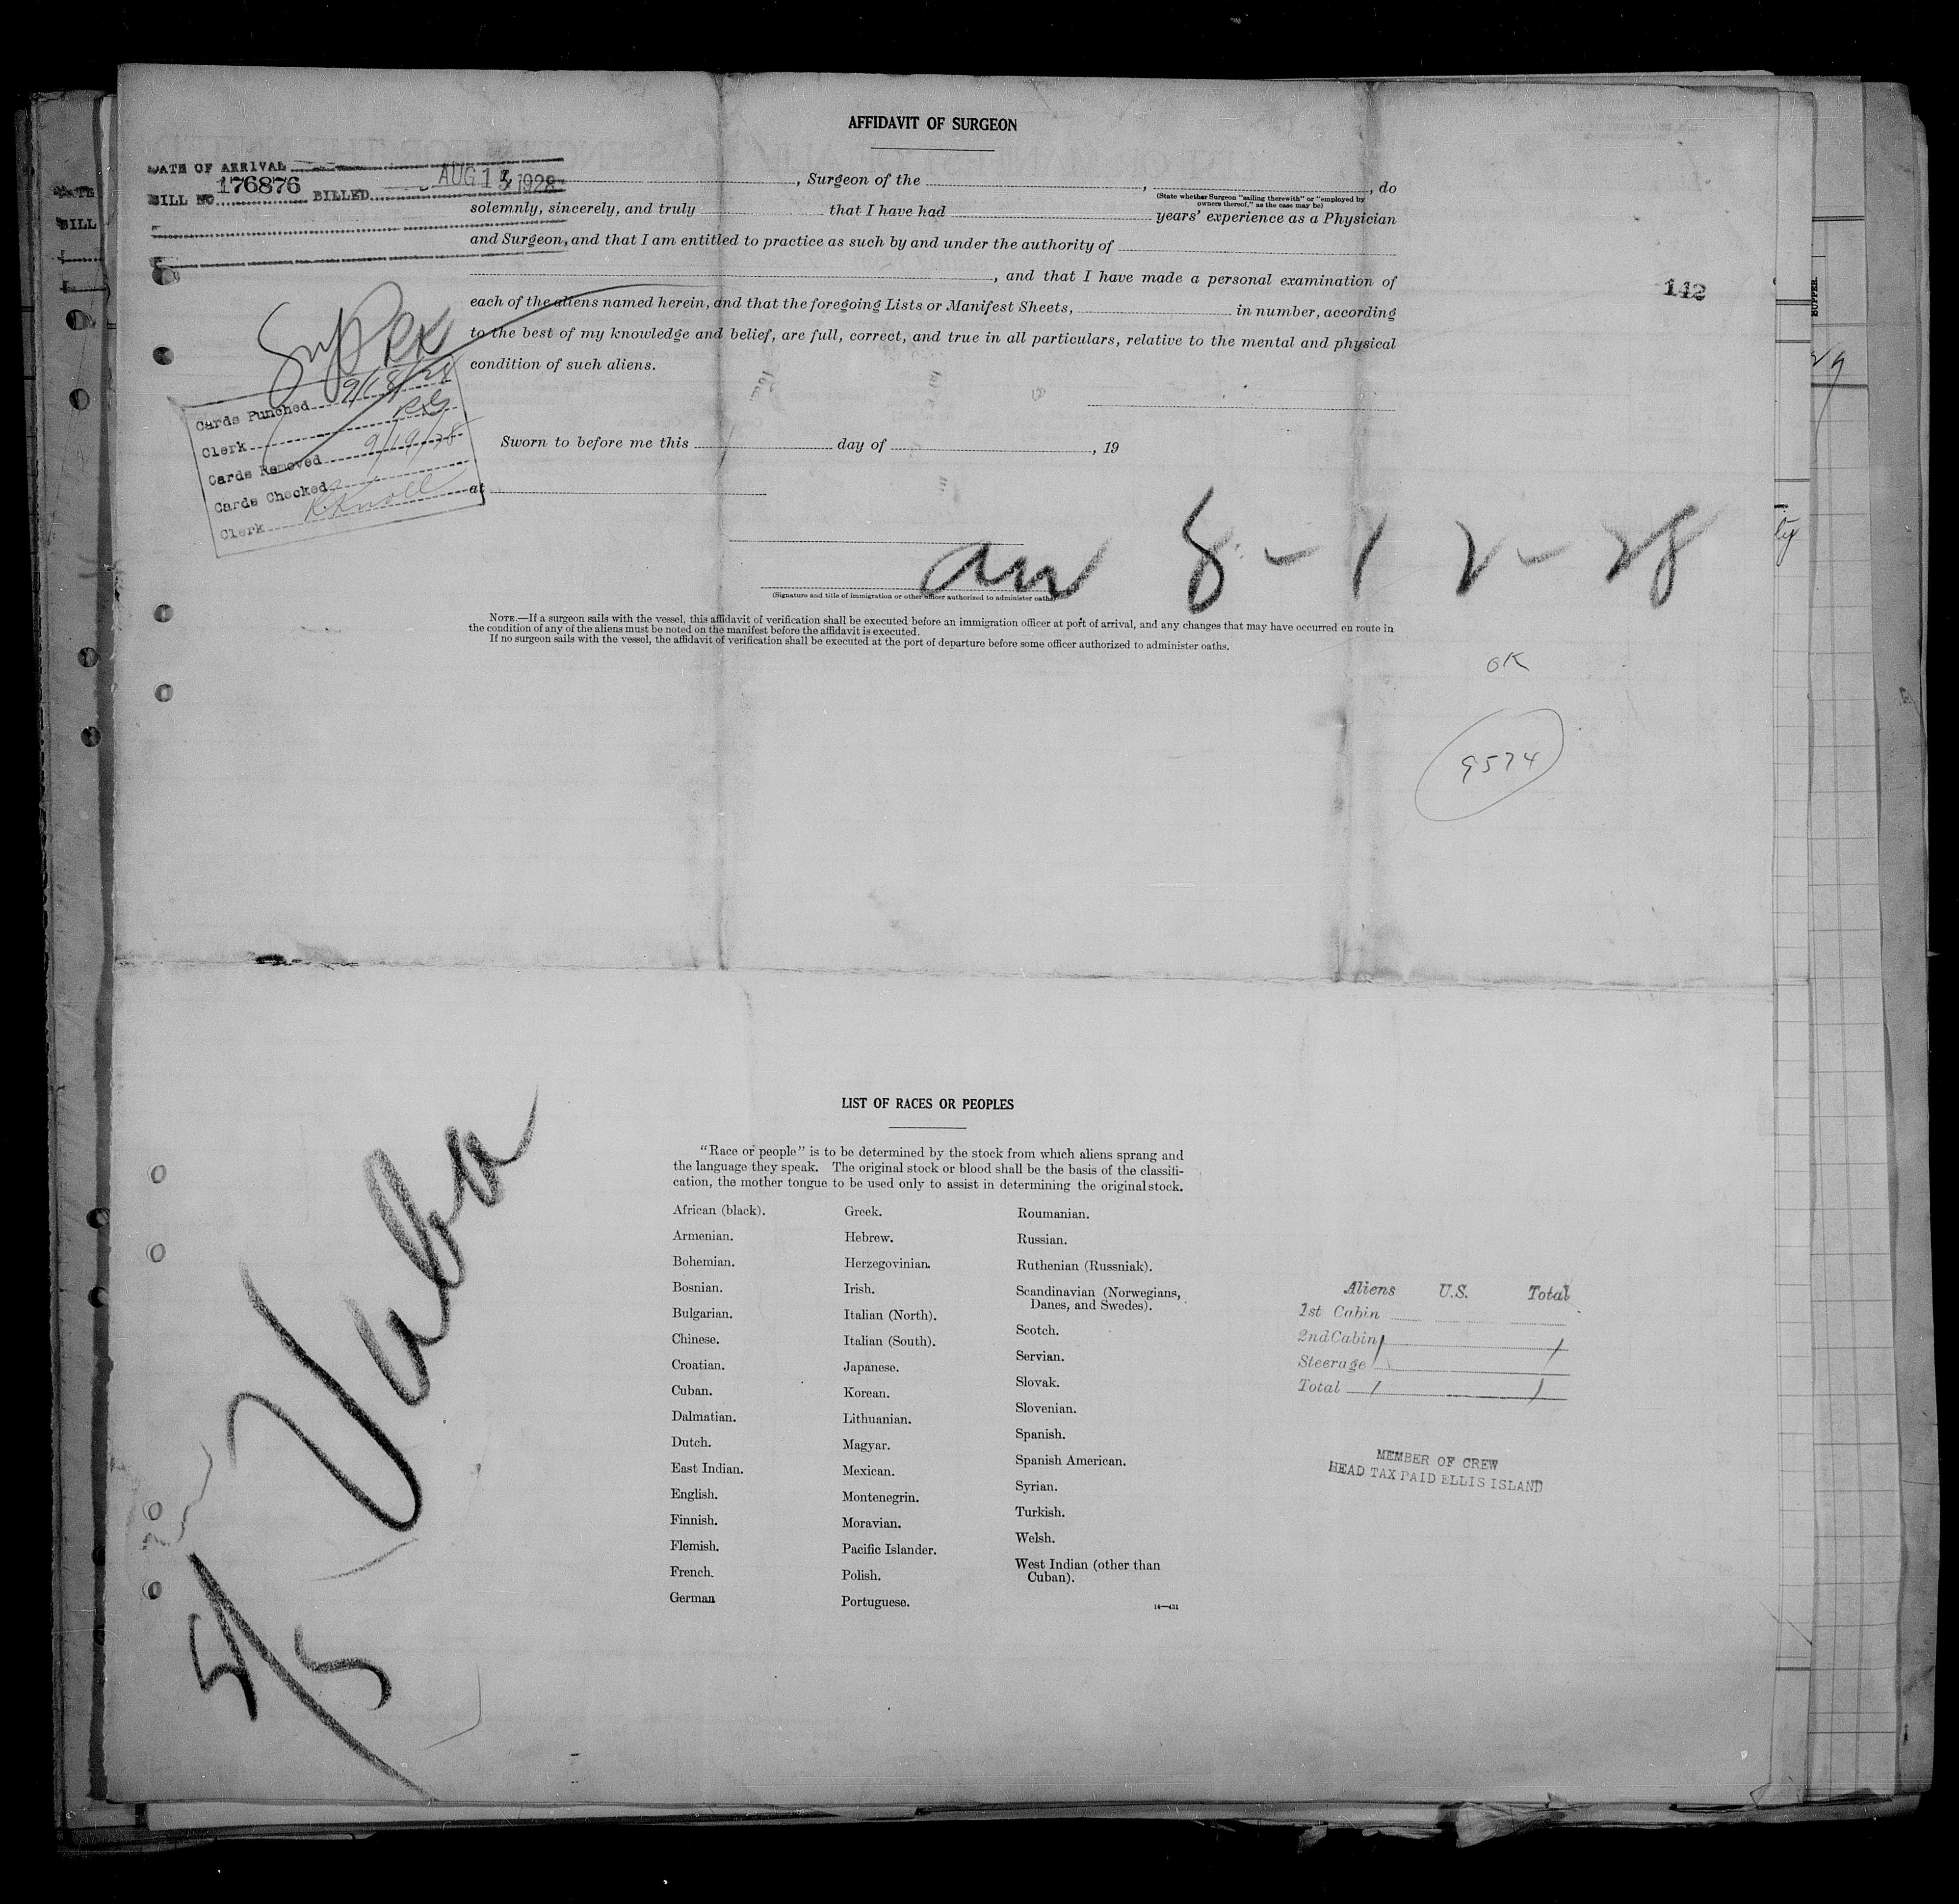 AFFIDAVIT OF SURGEON
DATE OF ARRIVAL
BILL NO 176876 BILLED AUG 1 1928
, Surgeon of the , , do
(State whether Surgeon "sailing therewith" or "employed by
owners thereof," as the case may be)
solemnly, sincerely, and truly that I have had years' experience as a Physician
and Surgeon, and that I am entitled to practice as such by and under the authority of
, and that I have made a personal examination of
each of the aliens named herein, and that the foregoing Lists or Manifest Sheets, in number, according
to the best of my knowledge and belief, are full, correct, and true in all particulars, relative to the mental and physical
condition of such aliens.
142
Cards Punched 9/18/28
Clerk
Cards Removed 9/19/28
Cards Checked
Clerk
Sworn to before me this day of , 19
at
8-12-28
(Signature and title of immigration or other officer authorized to administer oaths)
NOTE.—If a surgeon sails with the vessel, this affidavit of verification shall be executed before an immigration officer at port of arrival, and any changes that may have occurred en route in
the condition of any of the aliens must be noted on the manifest before the affidavit is executed.
If no surgeon sails with the vessel, the affidavit of verification shall be executed at the port of departure before some officer authorized to administer oaths.
OK
9574
LIST OF RACES OR PEOPLES
"Race or people" is to be determined by the stock from which aliens sprang and
the language they speak. The original stock or blood shall be the basis of the classifi-
cation, the mother tongue to be used only to assist in determining the original stock.
African (black).
Armenian.
Bohemian.
Bosnian.
Bulgarian.
Chinese.
Croatian.
Cuban.
Dalmatian.
Dutch.
East Indian.
English.
Finnish.
Flemish.
French.
German
Greek.
Hebrew.
Herzegovinian.
Irish.
Italian (North).
Italian (South).
Japanese.
Korean.
Lithuanian.
Magyar.
Mexican.
Montenegrin.
Moravian.
Pacific Islander.
Polish.
Portuguese.
Roumanian.
Russian.
Ruthenian (Russniak).
Scandinavian (Norwegians,
Danes, and Swedes).
Scotch.
Servian.
Slovak.
Slovenian.
Spanish.
Spanish American.
Syrian.
Turkish.
Welsh.
West Indian (other than
Cuban).
14—431
Aliens U.S. Total
1st Cabin
2nd Cabin 1 1
Steerage
Total 1 1
MEMBER OF CREW
HEAD TAX PAID ELLIS ISLAND
5/5
DATE
BILL
SUPPER